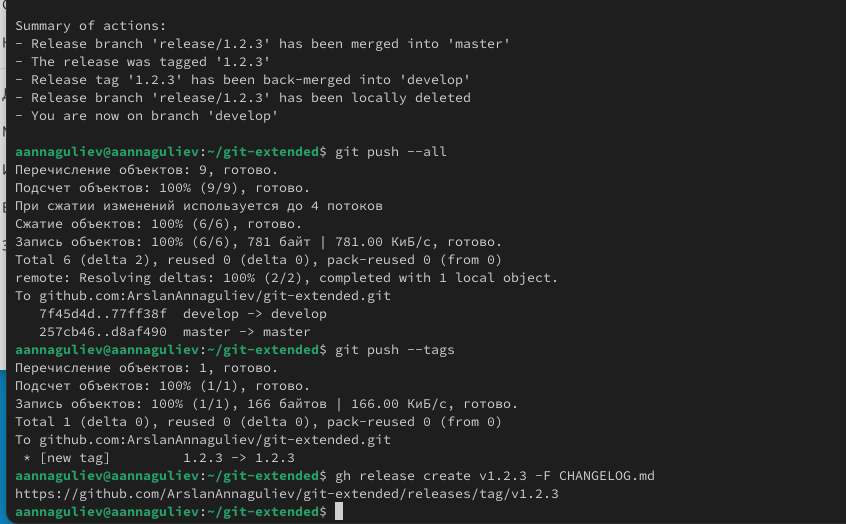 Summary of actions:
- Release branch 'release/1.2.3' has been merged into 'master'
- The release was tagged '1.2.3'
- Release tag '1.2.3' has been back-merged into 'develop'
- Release branch 'release/1.2.3' has been locally deleted
- You are now on branch 'develop'
aannaguliev@aannaguliev:~/git-extended$ git push --all
Перечисление объектов: 9, готово.
Подсчет объектов: 100% (9/9), готово.
При сжатии изменений используется до 4 потоков
Сжатие объектов: 100% (6/6), готово.
Запись объектов: 100% (6/6), 781 байт | 781.00 КиБ/с, готово.
Total 6 (delta 2), reused 0 (delta 0), pack-reused 0 (from 0)
remote: Resolving deltas: 100% (2/2), completed with 1 local object.
To github.com:ArslanAnnaguliev/git-extended.git
   7f45d4d..77ff38f  develop -> develop
   257cb46..d8af490  master -> master
aannaguliev@aannaguliev:~/git-extended$ git push --tags
Перечисление объектов: 1, готово.
Подсчет объектов: 100% (1/1), готово.
Запись объектов: 100% (1/1), 166 байтов | 166.00 КиБ/с, готово.
Total 1 (delta 0), reused 0 (delta 0), pack-reused 0 (from 0)
To github.com:ArslanAnnaguliev/git-extended.git
 * [new tag]         1.2.3 -> 1.2.3
aannaguliev@aannaguliev:~/git-extended$ gh release create v1.2.3 -F CHANGELOG.md
https://github.com/ArslanAnnaguliev/git-extended/releases/tag/v1.2.3
aannaguliev@aannaguliev:~/git-extended$